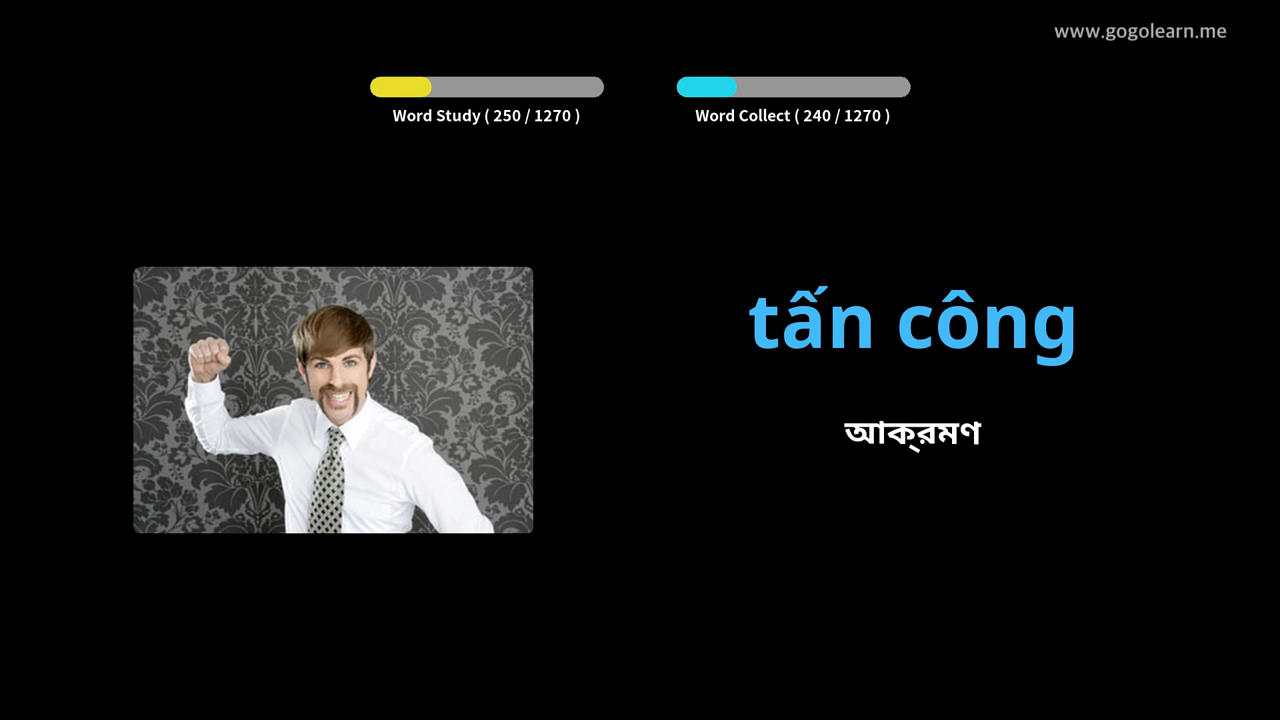 www.gogolearn.me
Word Study ( 250 / 1270 )
Word Collect ( 240 / 1270 )
tấn công
আক্রমণ